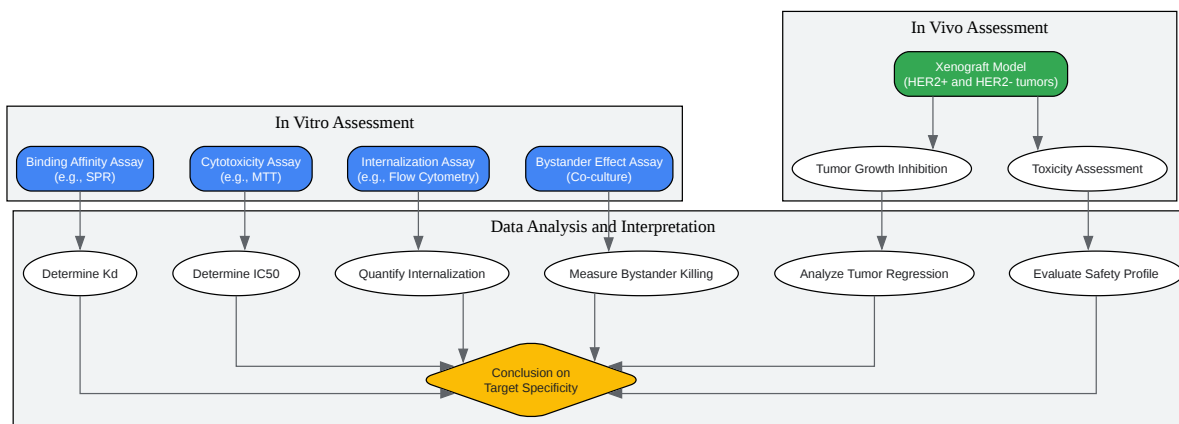 In Vivo Assessment
Xenograft Model
(HER2+ and HER2- tumors)
In Vitro Assessment
Binding Affinity Assay
(e.g., SPR)
Cytotoxicity Assay
(e.g., MTT)
Internalization Assay
(e.g., Flow Cytometry)
Bystander Effect Assay
(Co-culture)
Tumor Growth Inhibition
Toxicity Assessment
Data Analysis and Interpretation
Determine Kd
Determine IC50
Quantify Internalization
Measure Bystander Killing
Analyze Tumor Regression
Evaluate Safety Profile
Conclusion on
Target Specificity